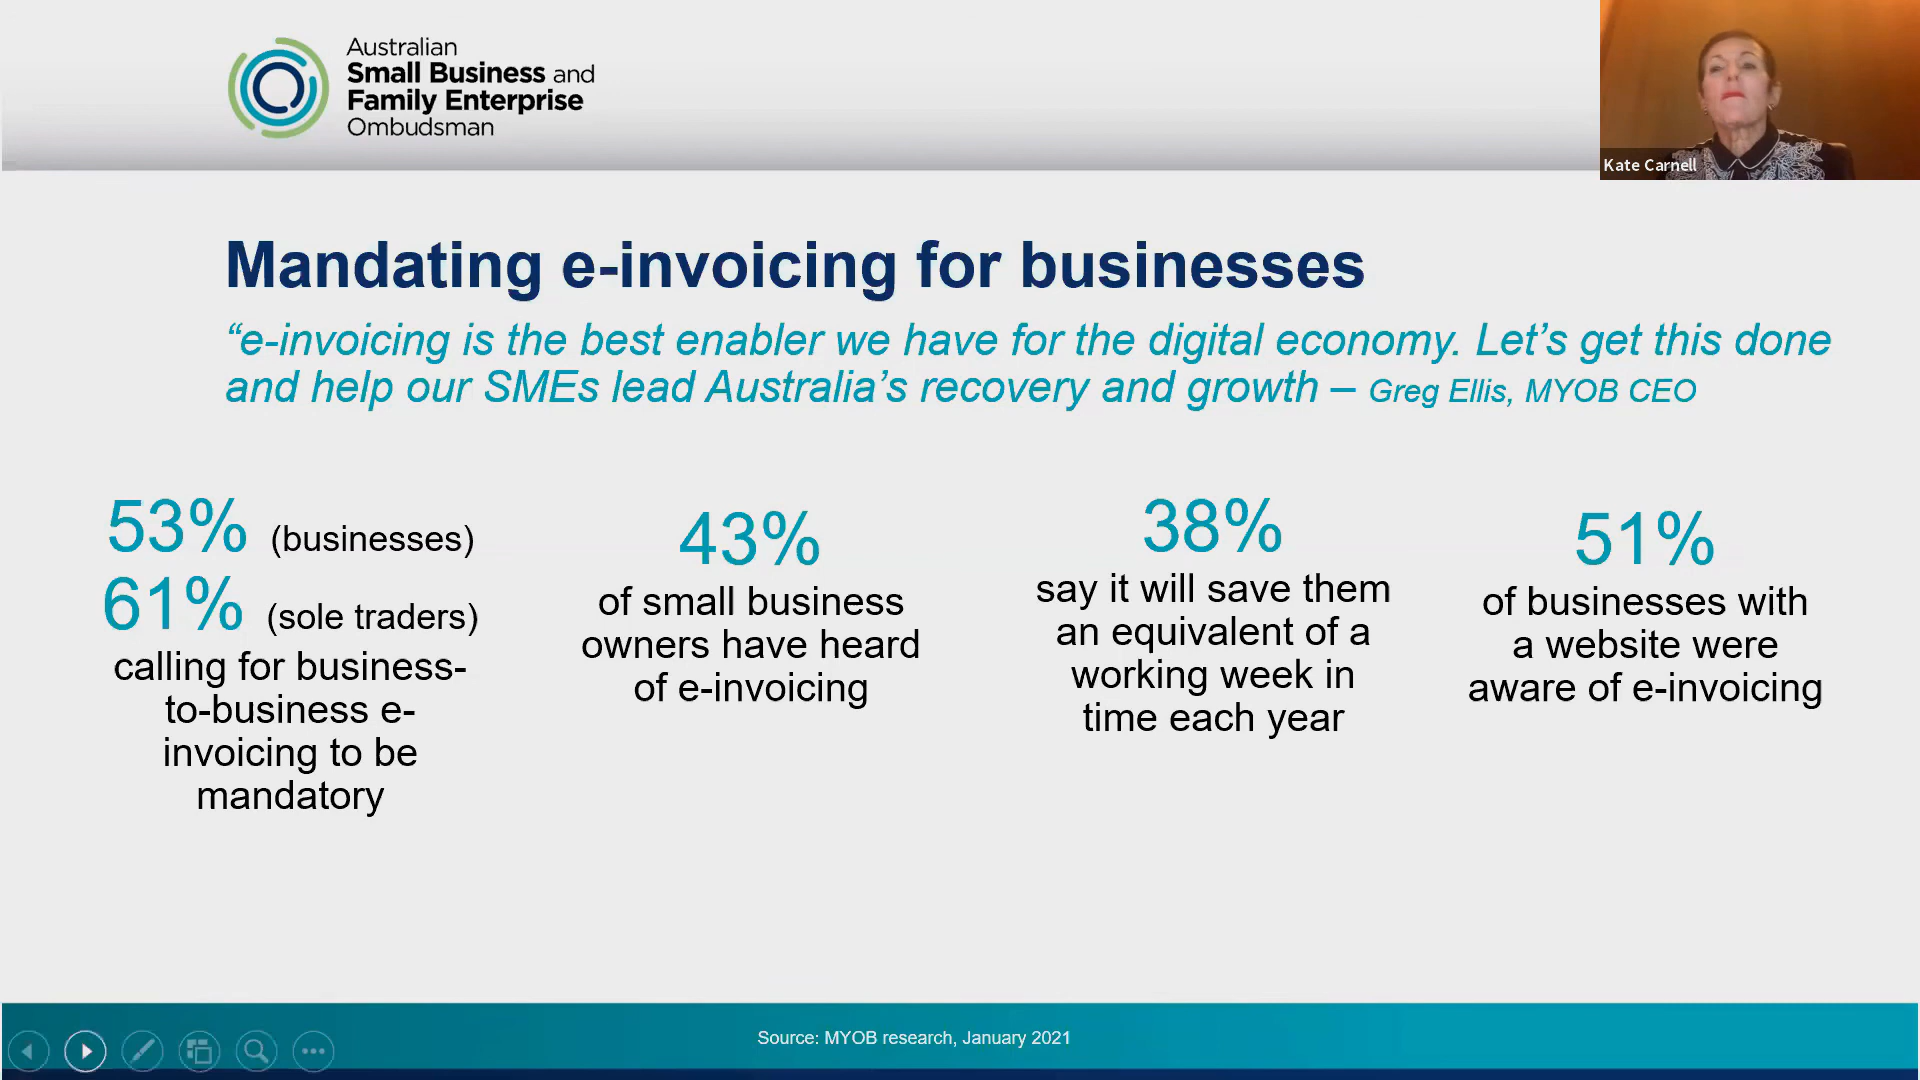 Australian
Small Business and
Family Enterprise
Ombudsman
Kate Carnell
Mandating e-invoicing for businesses
“e-invoicing is the best enabler we have for the digital economy. Let’s get this done
and help our SMEs lead Australia’s recovery and growth – Greg Ellis, MYOB CEO
53% (businesses)
61% (sole traders)
calling for business-
to-business e-
invoicing to be
mandatory
43%
of small business
owners have heard
of e-invoicing
38%
say it will save them
an equivalent of a
working week in
time each year
51%
of businesses with
a website were
aware of e-invoicing
Source: MYOB research, January 2021